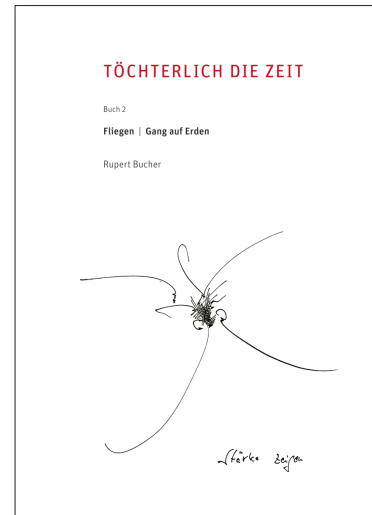 TÖCHTERLICH DIE ZEIT
Buch 2
Fliegen | Gang auf Erden
Rupert Bucher
Stärke zeigen